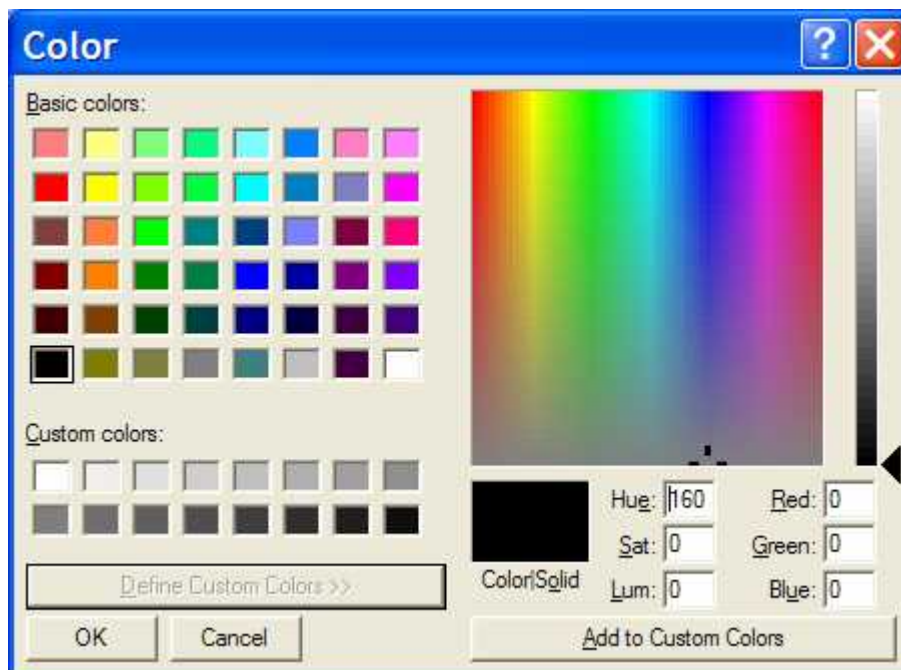 Color
Basic colors:
Custom colors:
Define Custom Colors >>
OK Cancel
Hue: 160 Red: 0
Sat: 0 Green: 0
Color|Solid Lum: 0 Blue: 0
Add to Custom Colors